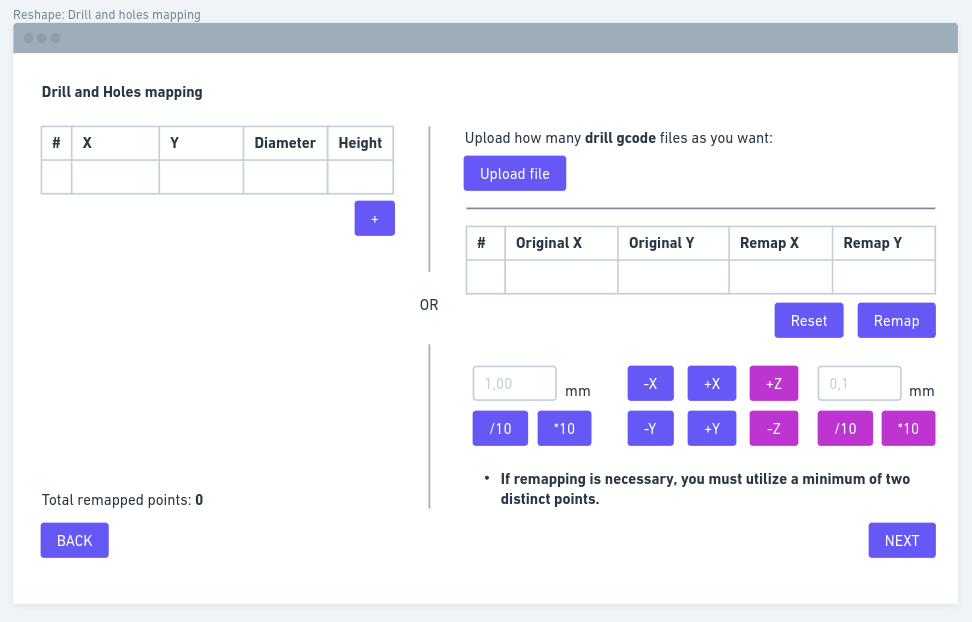 Reshape: Drill and holes mapping
Drill and Holes mapping
# X Y Diameter Height
+
Total remapped points: 0
BACK
OR
Upload how many drill gcode files as you want:
Upload file
# Original X Original Y Remap X Remap Y
Reset Remap
1,00 mm -X +X +Z 0,1 mm
/10 *10 -Y +Y -Z /10 *10
• If remapping is necessary, you must utilize a minimum of two
distinct points.
NEXT